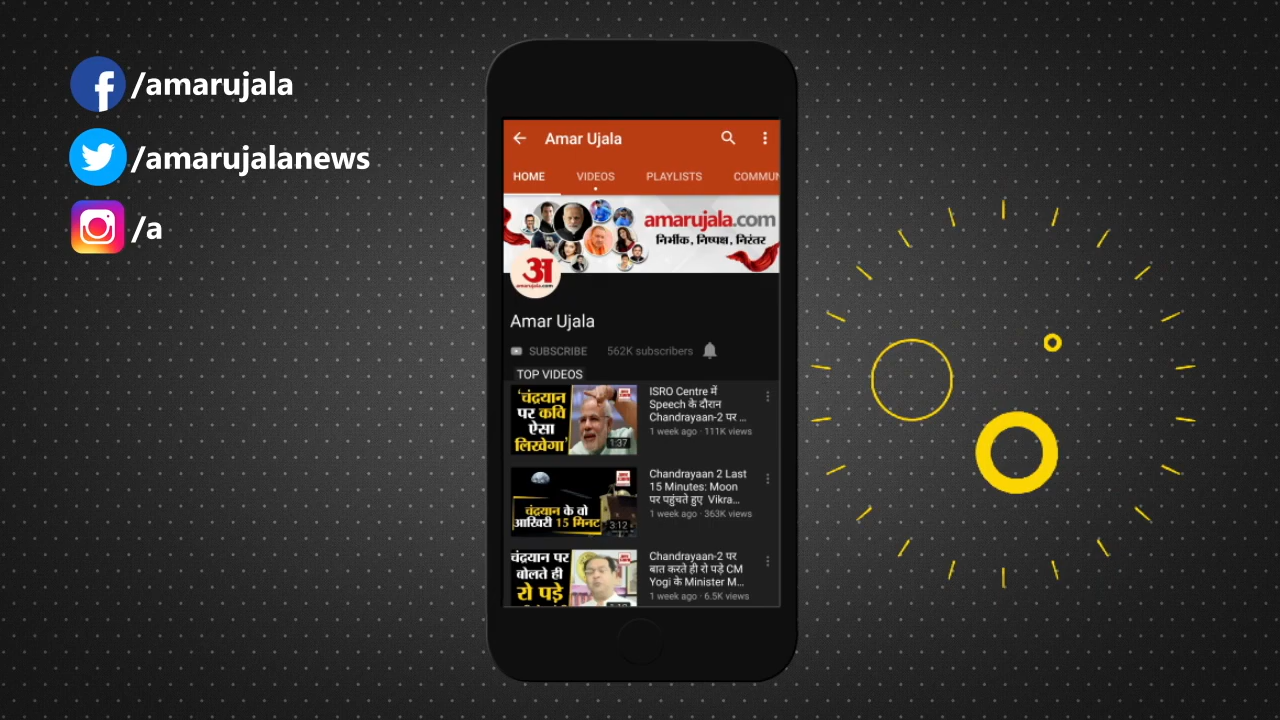 /amarujala
/amarujalanews
/a
Amar Ujala
HOME VIDEOS PLAYLISTS COMMUN
amarujala.com
निर्भीक, निष्पक्ष, निरंतर
अ
amarujala.com
Amar Ujala
SUBSCRIBE 562K subscribers
TOP VIDEOS
'चंद्रयान
पर कवि
ऐसा
लिखेगा'
1:37
ISRO Centre में
Speech के दौरान
Chandrayaan-2 पर ...
1 week ago · 111K views
चंद्रयान के वो
आखिरी 15 मिनट
3:12
Chandrayaan 2 Last
15 Minutes: Moon
पर पहुंचते हुए Vikra...
1 week ago · 363K views
चंद्रयान पर
बोलते ही
रो पड़े
Chandrayaan-2 पर
बात करते ही रो पड़े CM
Yogi के Minister M...
1 week ago · 6.5K views